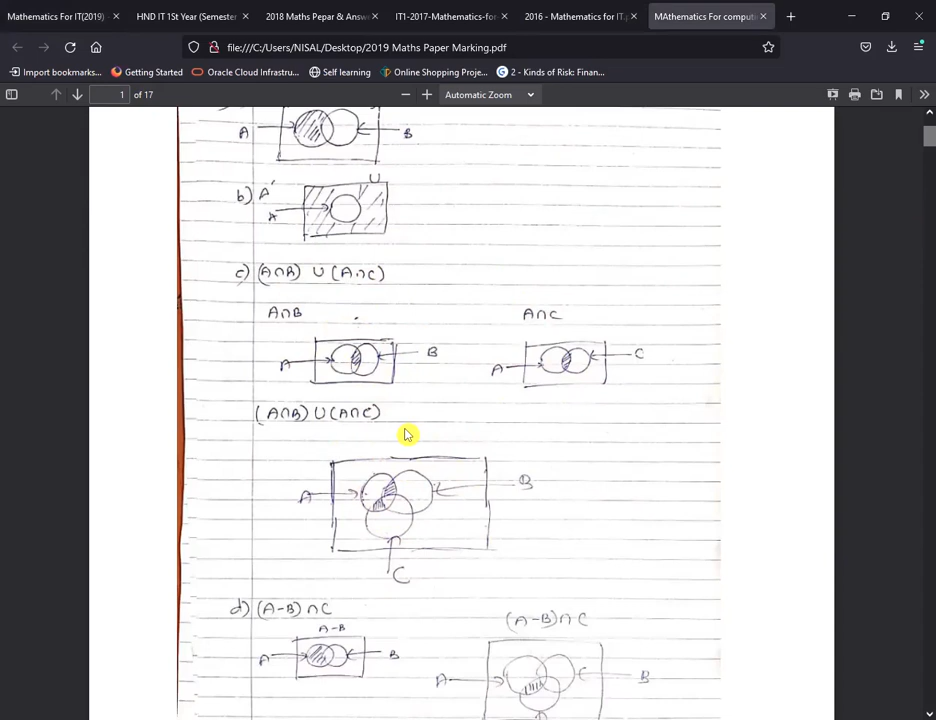 Mathematics For IT(2019)
HND IT 1St Year (Semester
2018 Maths Pepar & Answe
IT1-2017-Mathematics-for-
2016 - Mathematics for IT.p
MAthematics For computi
file:///C:/Users/NISAL/Desktop/2019 Maths Paper Marking.pdf
Import bookmarks...
Getting Started
Oracle Cloud Infrastru...
Self learning
Online Shopping Proje...
2 - Kinds of Risk: Finan...
1 of 17
Automatic Zoom
A B
b) A' U
A
c) (A∩B) ∪ (A∩C)
A∩B A∩C
A B A C
(A∩B) ∪ (A∩C)
A B
C
d) (A-B) ∩ C
A-B (A-B) ∩ C
A B A B